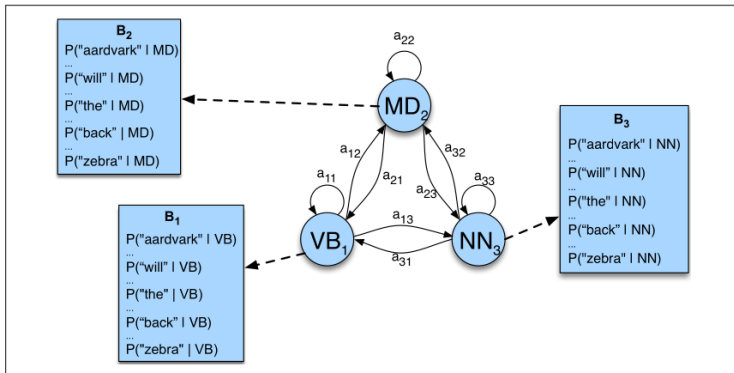 B2
P("aardvark" | MD)
...
P(“will” | MD)
...
P("the" | MD)
...
P(“back” | MD)
...
P("zebra" | MD)
a22
MD2
B3
P("aardvark" | NN)
...
P(“will” | NN)
...
P("the" | NN)
...
P(“back” | NN)
...
P("zebra" | NN)
a12
a32
a11
a21
a23
a33
B1
P("aardvark" | VB)
...
P(“will” | VB)
...
P("the" | VB)
...
P(“back” | VB)
...
P("zebra" | VB)
VB1
a13
NN3
a31